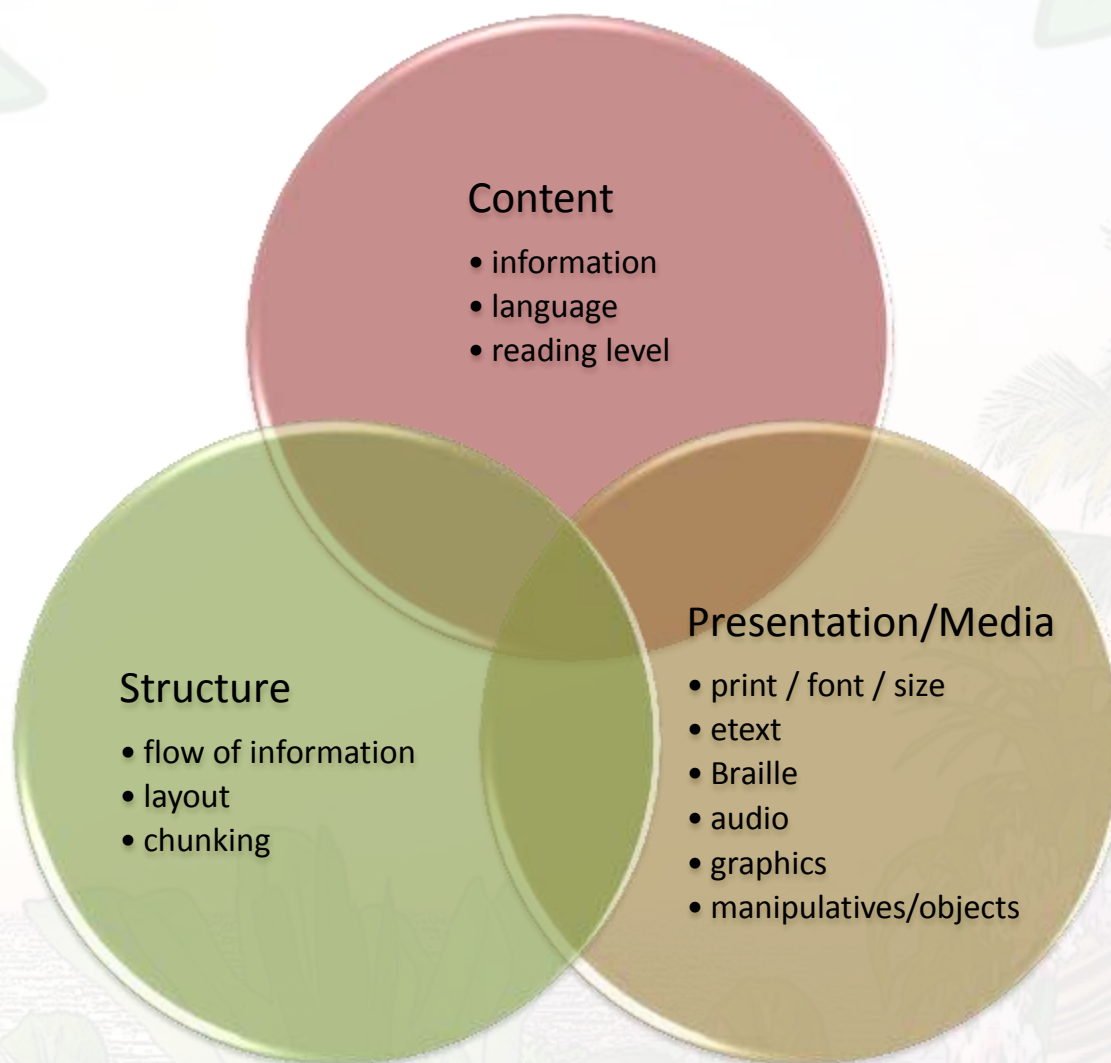 Content
• information
• language
• reading level
Structure
• flow of information
• layout
• chunking
Presentation/Media
• print / font / size
• etext
• Braille
• audio
• graphics
• manipulatives/objects